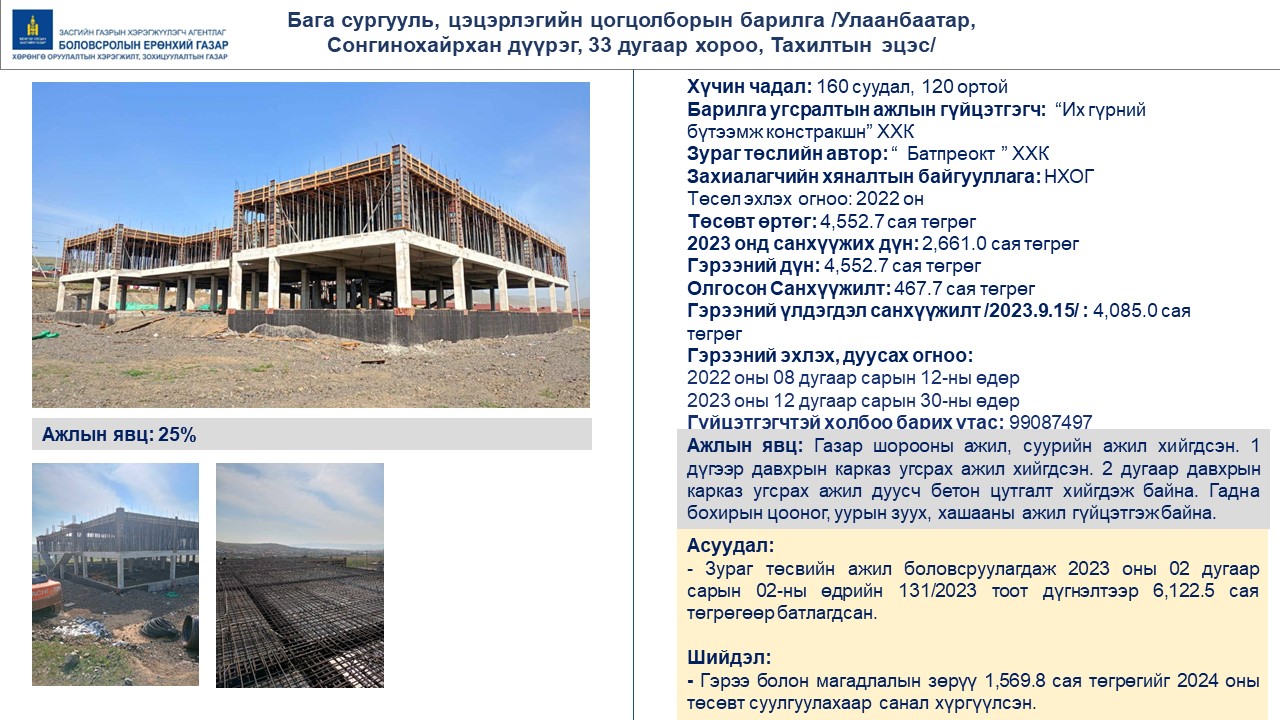 ЗАСГИЙН ГАЗРЫН ХЭРЭГЖҮҮЛЭГЧ АГЕНТЛАГ
БОЛОВСРОЛЫН ЕРӨНХИЙ ГАЗАР
ХӨРӨНГӨ ОРУУЛАЛТЫН ХЭРЭГЖИЛТ, ЗОХИЦУУЛАЛТЫН ГАЗАР
Бага сургууль, цэцэрлэгийн цогцолборын барилга /Улаанбаатар,
Сонгинохайрхан дүүрэг, 33 дугаар хороо, Тахилтын эцэс/
Ажлын явц: 25%
Хүчин чадал: 160 суудал, 120 ортой
Барилга угсралтын ажлын гүйцэтгэгч: “Их гүрний
бүтээмж констракшн” ХХК
Зураг төслийн автор: “ Батпреокт ” ХХК
Захиалагчийн хяналтын байгууллага: НХОГ
Төсөл эхлэх огноо: 2022 он
Төсөвт өртөг: 4,552.7 сая төгрөг
2023 онд санхүүжих дүн: 2,661.0 сая төгрөг
Гэрээний дүн: 4,552.7 сая төгрөг
Олгосон Санхүүжилт: 467.7 сая төгрөг
Гэрээний үлдэгдэл санхүүжилт /2023.9.15/ : 4,085.0 сая
төгрөг
Гэрээний эхлэх, дуусах огноо:
2022 оны 08 дугаар сарын 12-ны өдөр
2023 оны 12 дугаар сарын 30-ны өдөр
Гүйцэтгэгчтэй холбоо барих утас: 99087497
Ажлын явц: Газар шорооны ажил, суурийн ажил хийгдсэн. 1
дүгээр давхрын карказ угсрах ажил хийгдсэн. 2 дугаар давхрын
карказ угсрах ажил дуусч бетон цутгалт хийгдэж байна. Гадна
бохирын цооног, уурын зуух, хашааны ажил гүйцэтгэж байна.
Асуудал:
- Зураг төсвийн ажил боловсруулагдаж 2023 оны 02 дугаар
сарын 02-ны өдрийн 131/2023 тоот дүгнэлтээр 6,122.5 сая
төгрөгөөр батлагдсан.
Шийдэл:
- Гэрээ болон магадлалын зөрүү 1,569.8 сая төгрөгийг 2024 оны
төсөвт суулгуулахаар санал хүргүүлсэн.